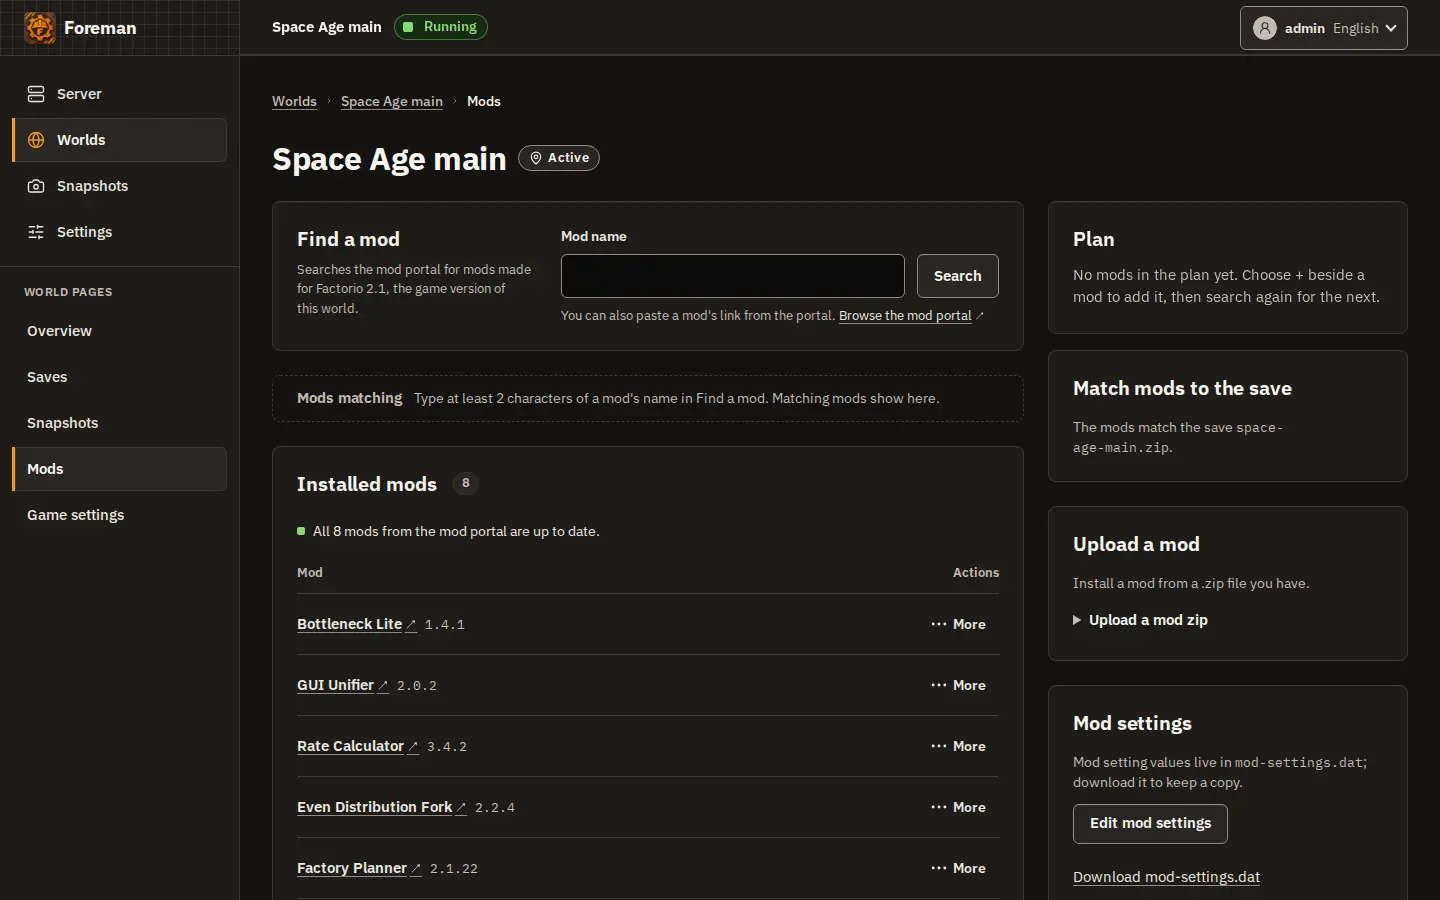 Foreman
Space Age main
Running
admin English
Server
Worlds
Snapshots
Settings
WORLD PAGES
Overview
Saves
Snapshots
Mods
Game settings
Worlds › Space Age main › Mods
Space Age main
Active
Find a mod
Searches the mod portal for mods made
for Factorio 2.1, the game version of
this world.
Mod name
Search
You can also paste a mod's link from the portal. Browse the mod portal ↗
Mods matching Type at least 2 characters of a mod's name in Find a mod. Matching mods show here.
Installed mods 8
All 8 mods from the mod portal are up to date.
Mod Actions
Bottleneck Lite ↗ 1.4.1 ··· More
GUI Unifier ↗ 2.0.2 ··· More
Rate Calculator ↗ 3.4.2 ··· More
Even Distribution Fork ↗ 2.2.4 ··· More
Factory Planner ↗ 2.1.22 ··· More
Plan
No mods in the plan yet. Choose + beside a
mod to add it, then search again for the next.
Match mods to the save
The mods match the save space-
age-main.zip.
Upload a mod
Install a mod from a .zip file you have.
Upload a mod zip
Mod settings
Mod setting values live in mod-settings.dat;
download it to keep a copy.
Edit mod settings
Download mod-settings.dat